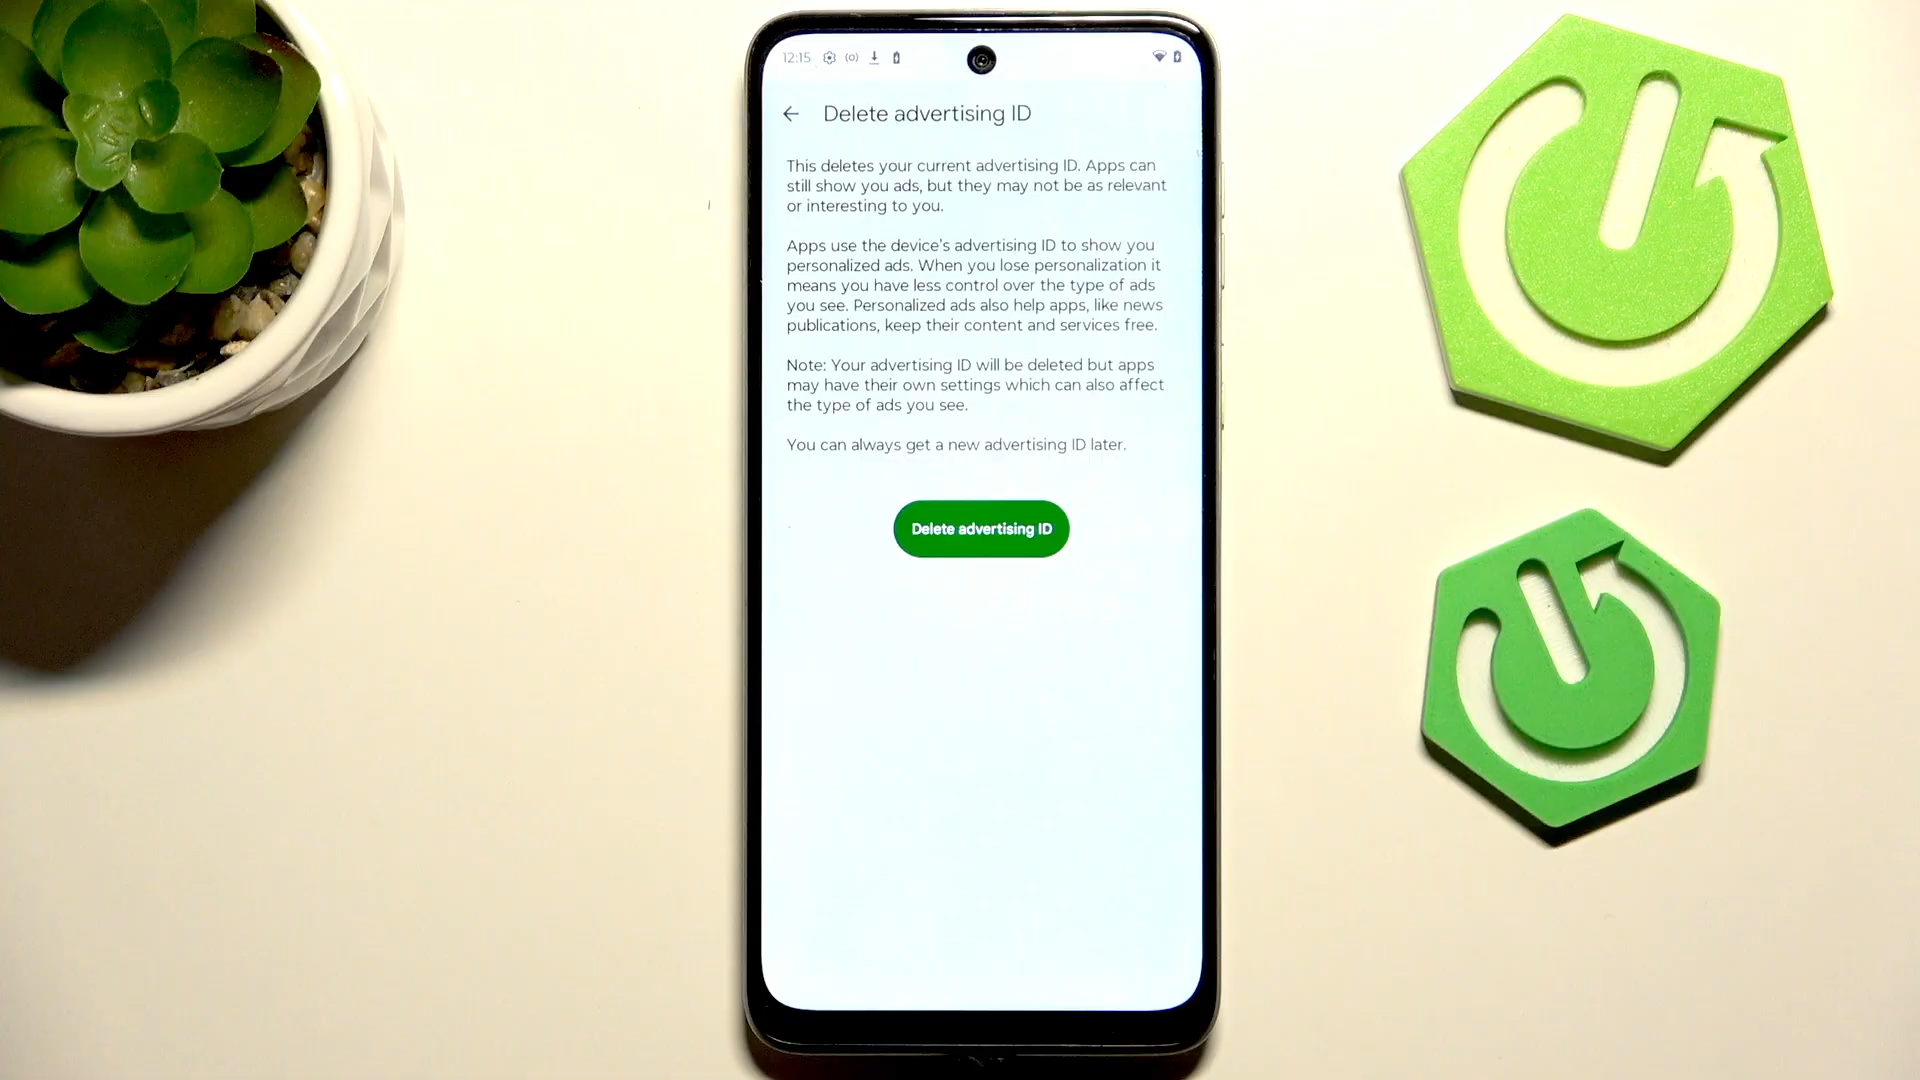 12:15
Delete advertising ID
This deletes your current advertising ID. Apps can
still show you ads, but they may not be as relevant
or interesting to you.
Apps use the device's advertising ID to show you
personalized ads. When you lose personalization it
means you have less control over the type of ads
you see. Personalized ads also help apps, like news
publications, keep their content and services free.
Note: Your advertising ID will be deleted but apps
may have their own settings which can also affect
the type of ads you see.
You can always get a new advertising ID later.
Delete advertising ID